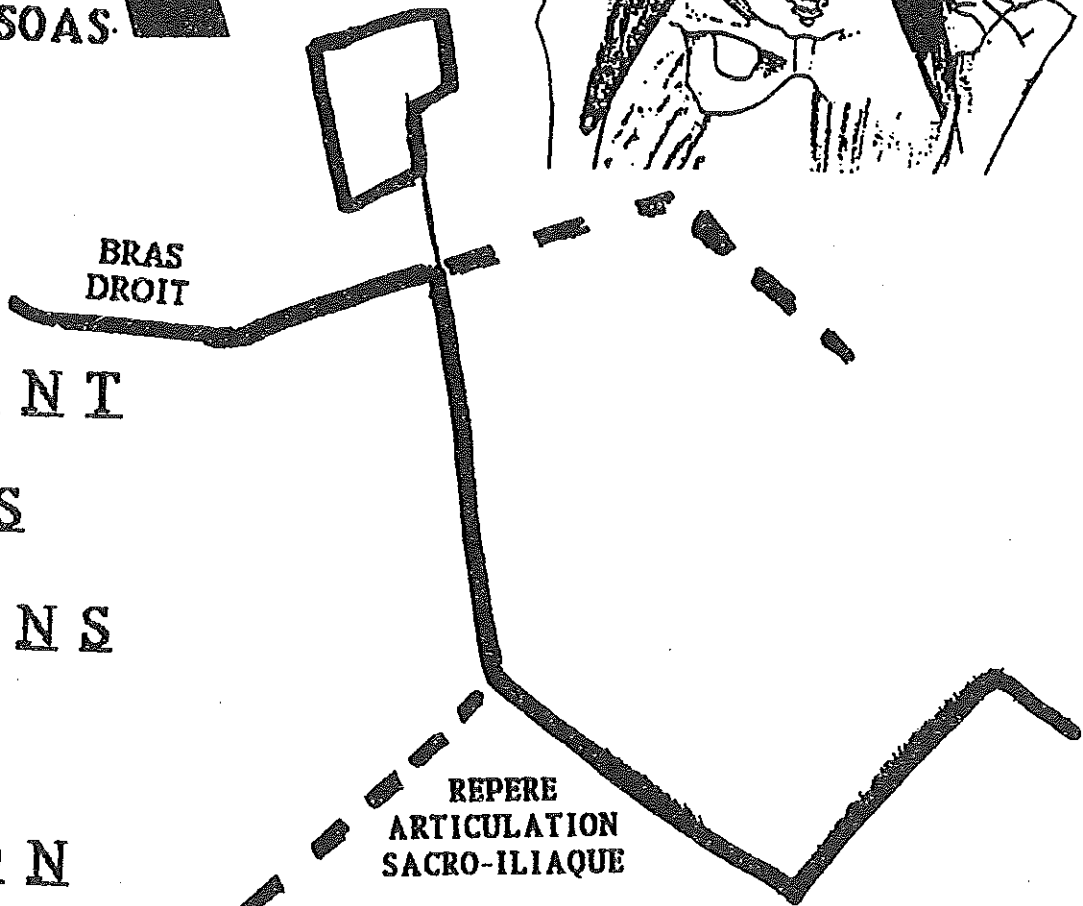 SOAS
BRAS
DROIT
N T
S
N S
REPERE
ARTICULATION
SACRO-ILIAQUE
N